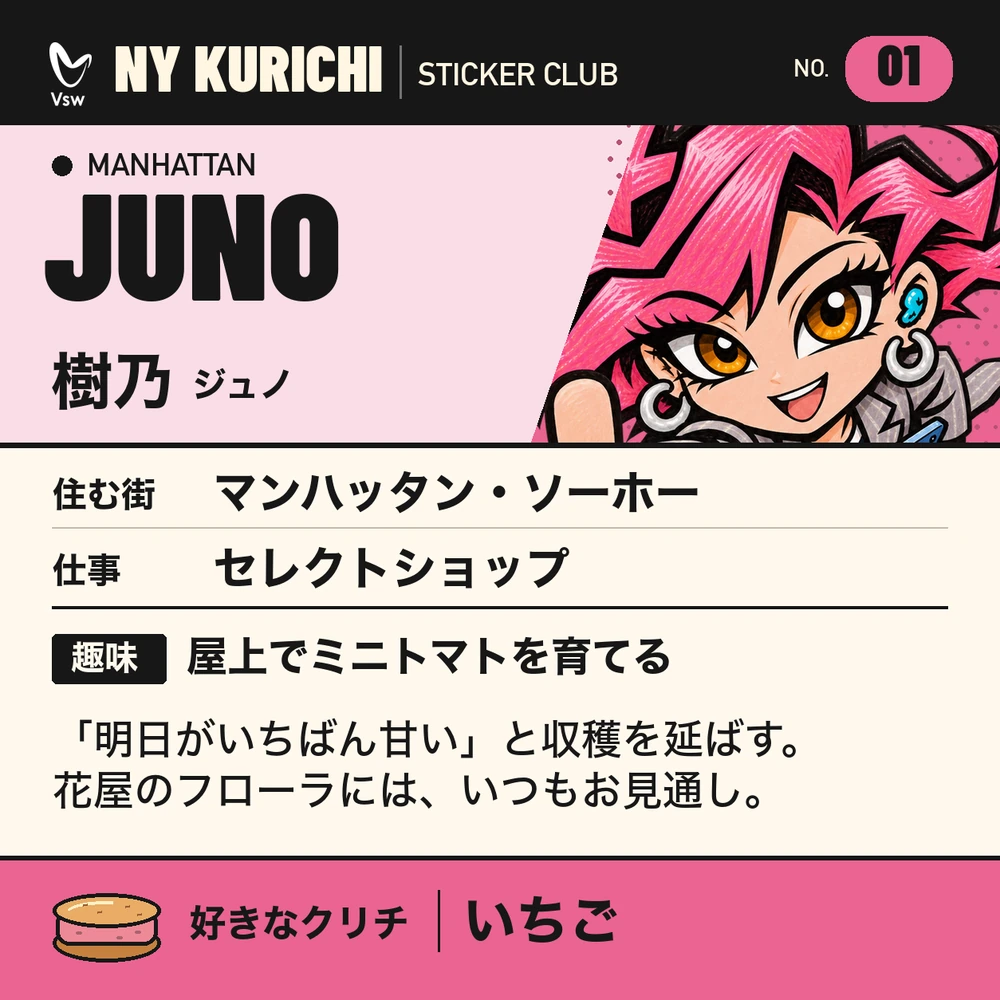 Vsw
NY KURICHI
STICKER CLUB
NO. 01
MANHATTAN
JUNO
樹乃 ジュノ
住む街 マンハッタン・ソーホー
仕事 セレクトショップ
趣味 屋上でミニトマトを育てる
「明日がいちばん甘い」と収穫を延ばす。
花屋のフローラには、いつもお見通し。
好きなクリチ いちご